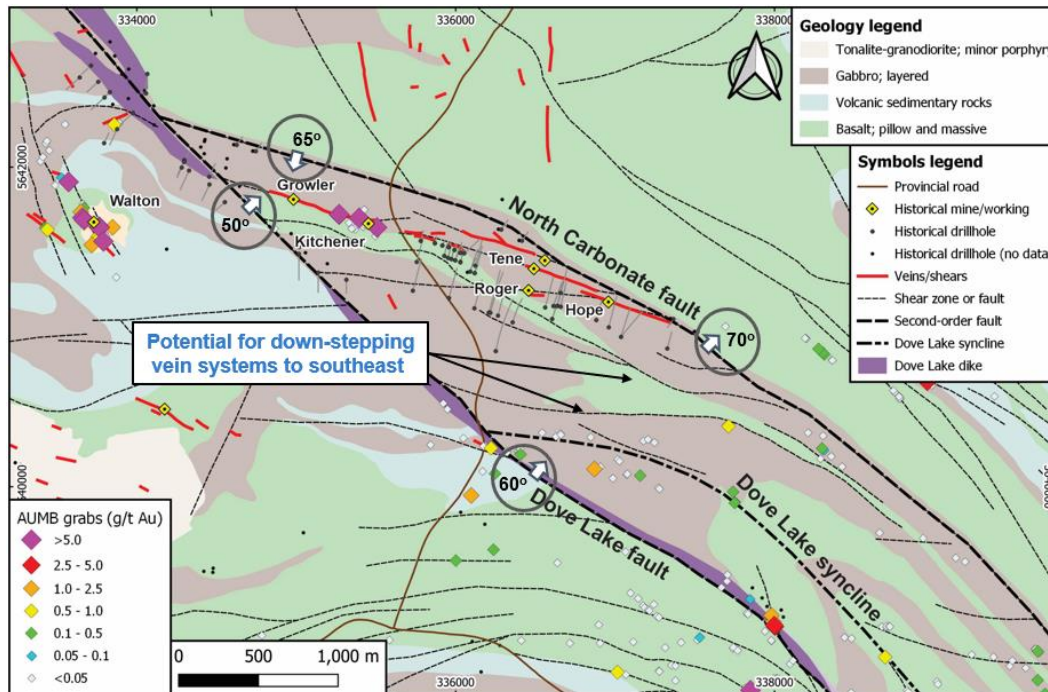 334000
336000
338000
Geology legend
Tonalite-granodiorite; minor porphyry
Gabbro; layered
Volcanic sedimentary rocks
Basalt; pillow and massive
Symbols legend
Provincial road
Historical mine/working
Historical drillhole
Historical drillhole (no data)
Veins/shears
Shear zone or fault
Second-order fault
Dove Lake syncline
Dove Lake dike
5642000
65º
Growler
Walton
50º
Kitchener
North Carbonate fault
Tene
Roger
Hope
70º
Potential for down-stepping
vein systems to southeast
60º
Dove Lake fault
Dove Lake syncline
AUMB grabs (g/t Au)
>5.0
2.5 - 5.0
1.0 - 2.5
0.5 - 1.0
0.1 - 0.5
0.05 - 0.1
<0.05
0
500
1,000 m
336000
338000